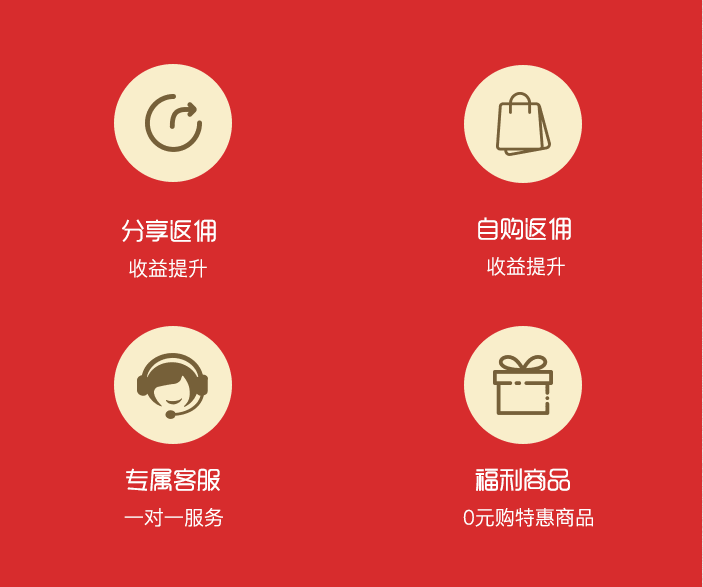 分享返佣
收益提升
自购返佣
收益提升
专属客服
一对一服务
福利商品
0元购特惠商品